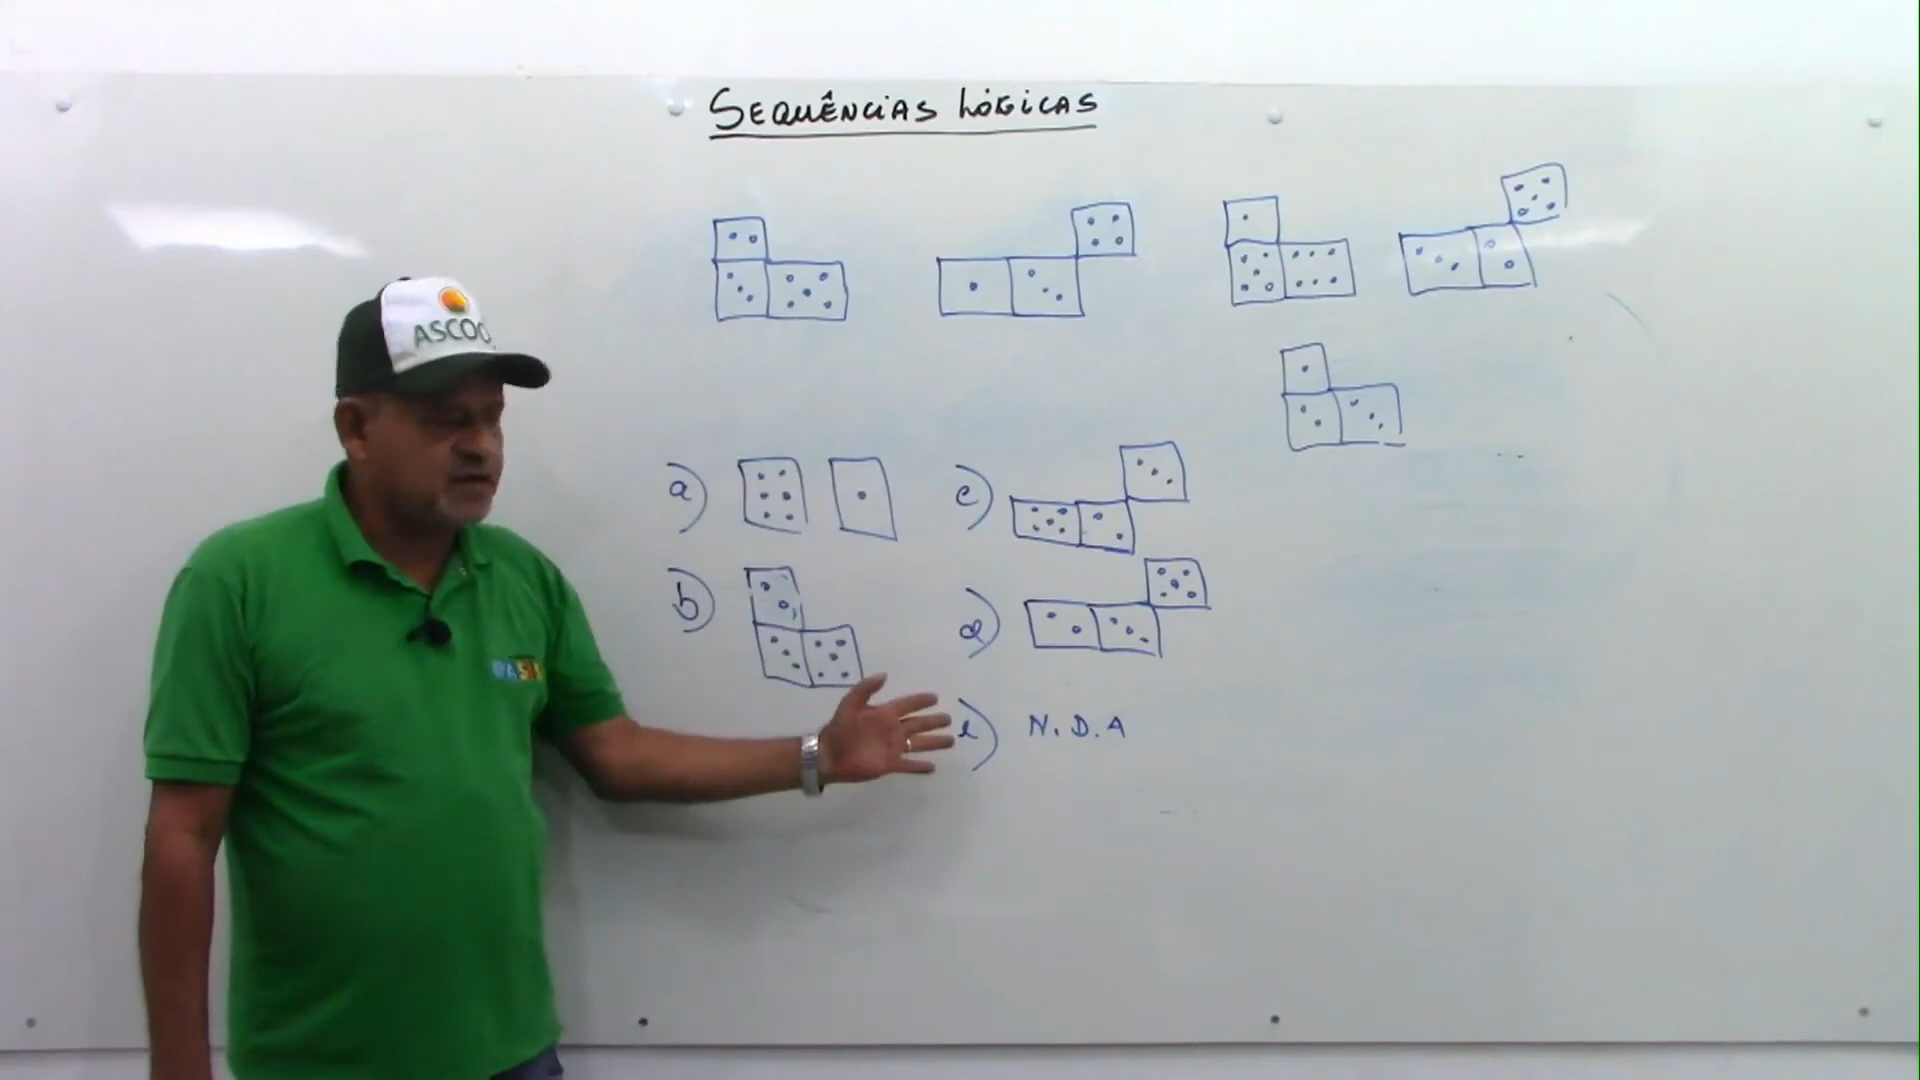 SEQUÊNCIAS LÓGICAS
ASCOO
a)
c)
b)
d)
e) N.D.A